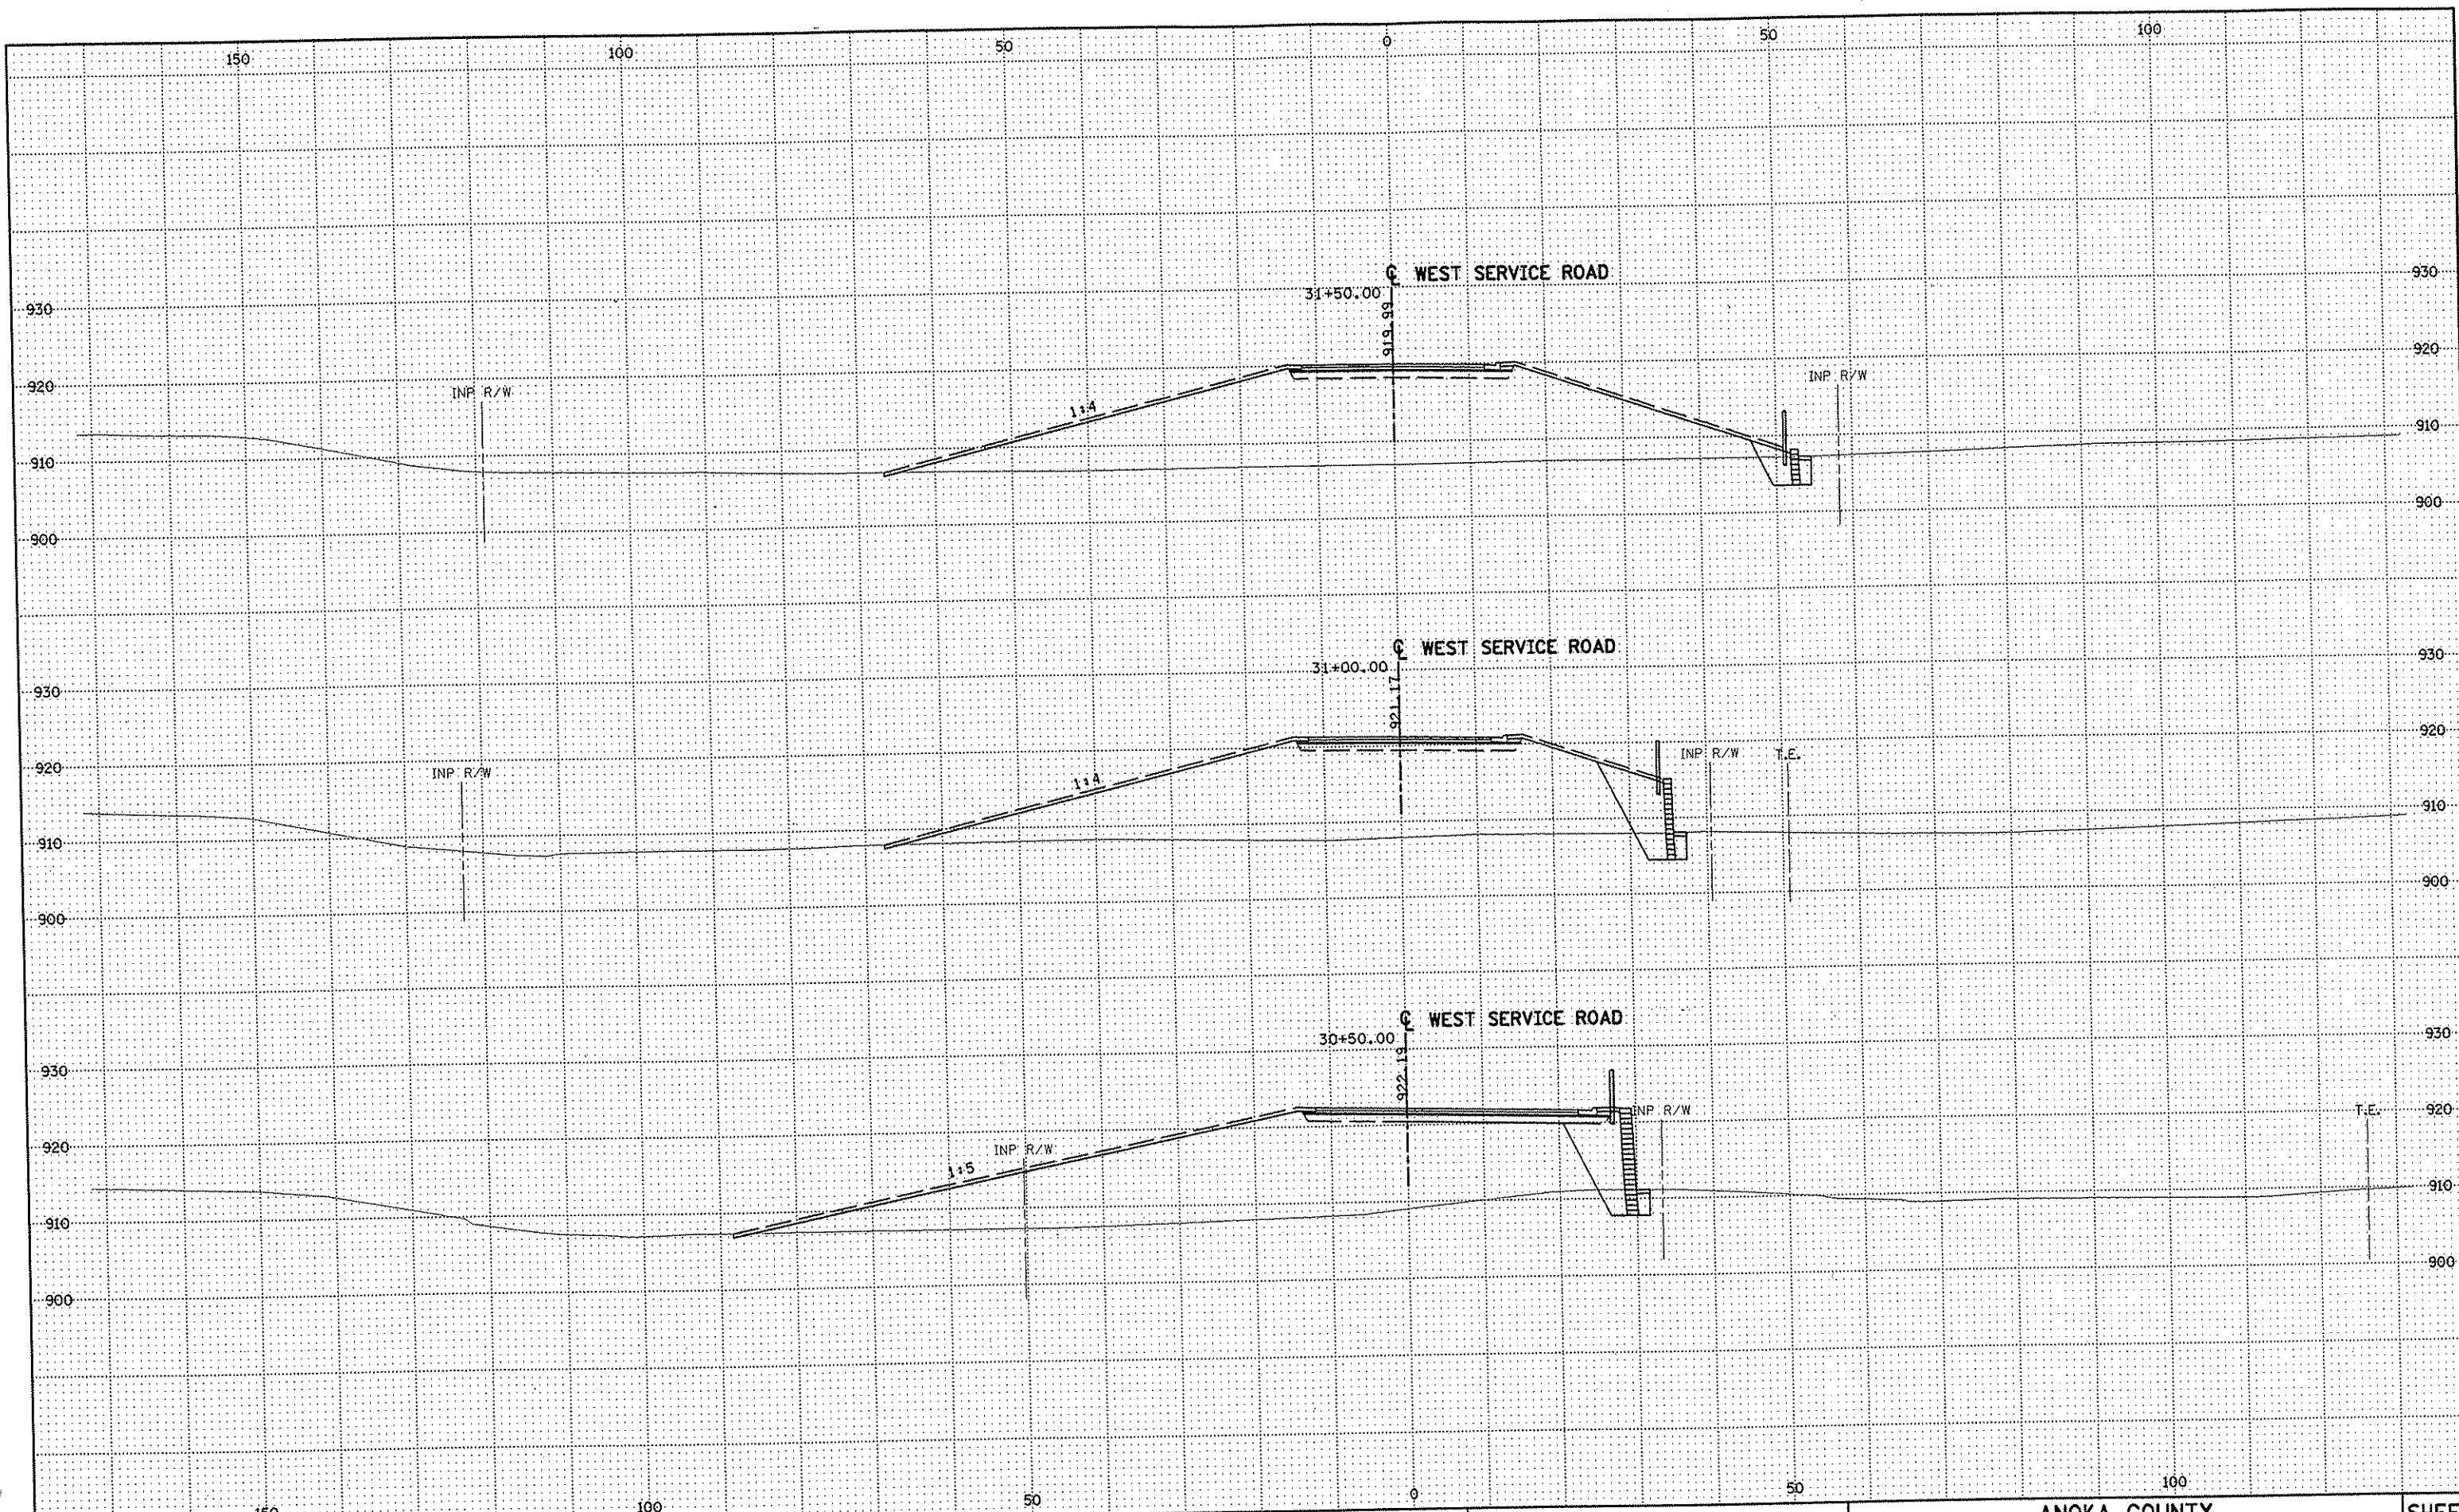 150 100 50 0 50 100
℄ WEST SERVICE ROAD
31+50.00
919.99
930 930
920 920
INP R/W INP R/W
1:4
910 910
900 900
℄ WEST SERVICE ROAD
31+00.00
921.17
930 930
920 920
INP R/W INP R/W T.E.
1:4
910 910
900 900
℄ WEST SERVICE ROAD
30+50.00
922.19
930 930
920 920
INP R/W INP R/W T.E.
1:5
910 910
900 900
150 100 50 0 50 100
ANOKA COUNTY